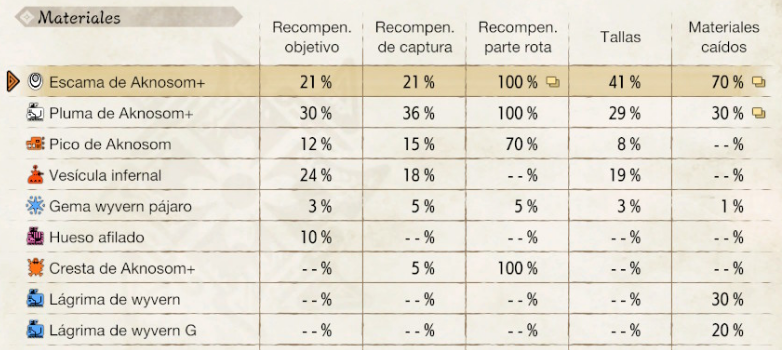 Materiales
Recompen. objetivo Recompen. de captura Recompen. parte rota Tallas Materiales caídos
Escama de Aknosom+ 21 % 21 % 100 % 41 % 70 %
Pluma de Aknosom+ 30 % 36 % 100 % 29 % 30 %
Pico de Aknosom 12 % 15 % 70 % 8 % - - %
Vesícula infernal 24 % 18 % - - % 19 % - - %
Gema wyvern pájaro 3 % 5 % 5 % 3 % 1 %
Hueso afilado 10 % - - % - - % - - % - - %
Cresta de Aknosom+ - - % 5 % 100 % - - % - - %
Lágrima de wyvern - - % - - % - - % - - % 30 %
Lágrima de wyvern G - - % - - % - - % - - % 20 %